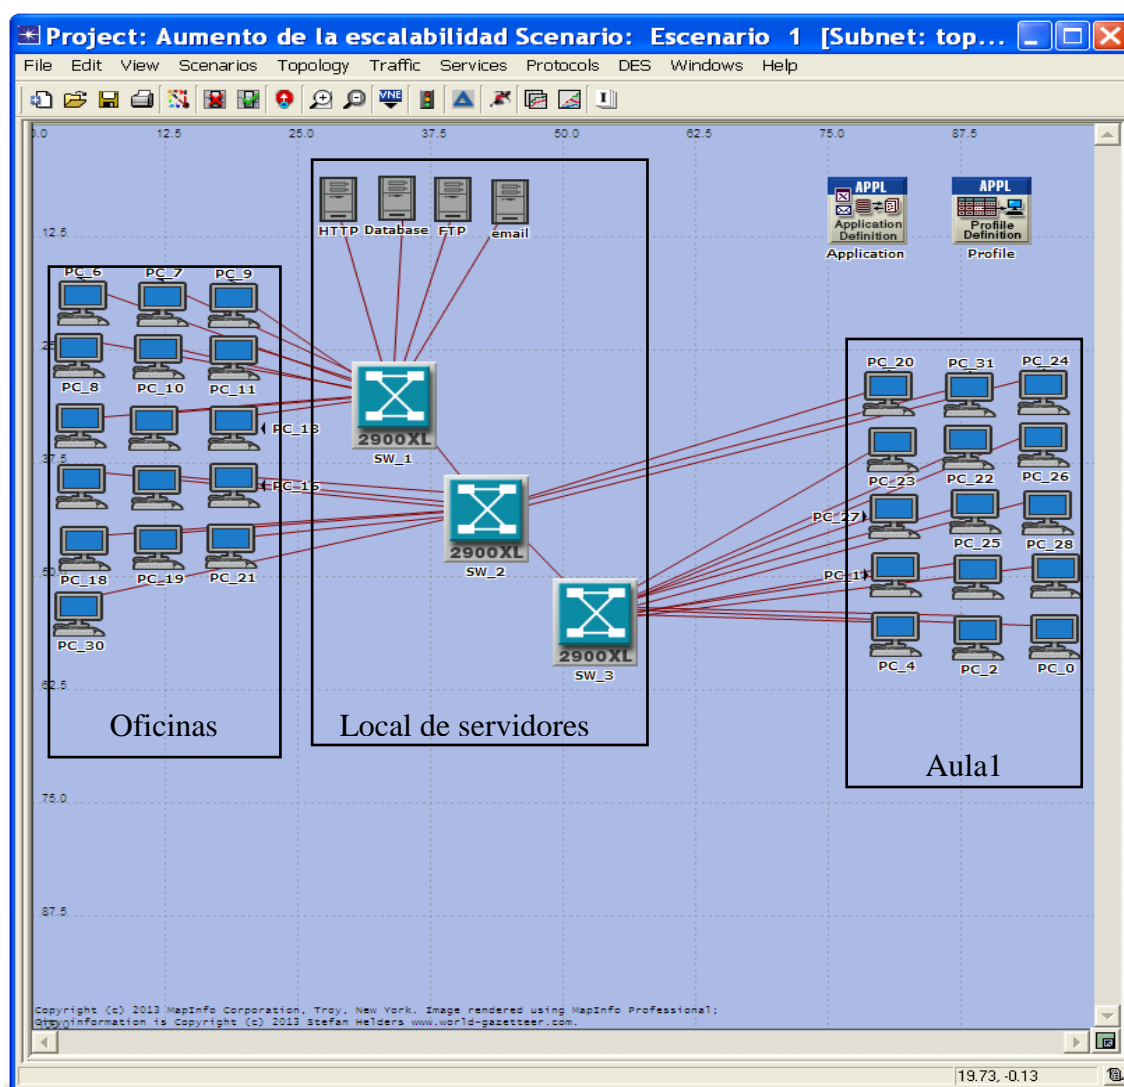 Project: Aumento de la escalabilidad Scenario: Escenario 1 [Subnet: top...
File Edit View Scenarios Topology Traffic Services Protocols DES Windows Help
VNE
0.0 12.5 25.0 37.5 50.0 62.5 75.0 87.5
APPL APPL
Application Definition Profile Definition
Application Profile
HTTP Database FTP email
12.5
PC_6 PC_7 PC_9
25
PC_8 PC_10 PC_11
PC_20 PC_31 PC_24
PC_13
2900XL
SW_1
37.5
PC_23 PC_22 PC_26
PC_16
PC_27
2900XL
SW_2
PC_25 PC_28
50.0
PC_18 PC_19 PC_21
PC_1
PC_30
2900XL
SW_3
PC_4 PC_2 PC_0
62.5
Oficinas
Local de servidores
Aula1
75.0
87.5
Copyright (c) 2013 MapInfo Corporation, Troy, New York. Image rendered using MapInfo Professional;
City information is Copyright (c) 2013 Stefan Helders www.world-gazetteer.com.
100.0
19.73, -0.13